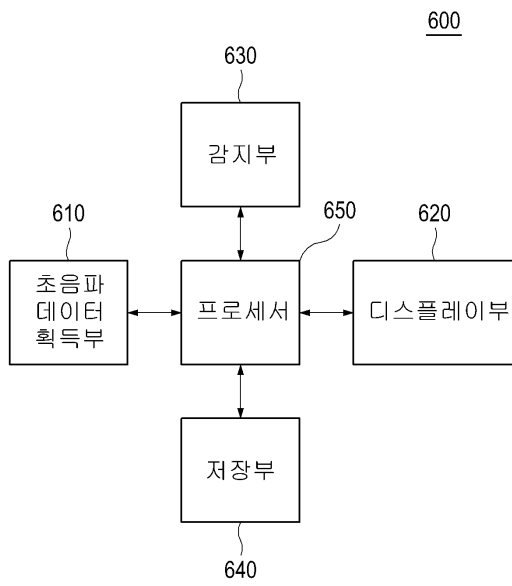 600
630
감지부
610
650
620
초음파
데이터
획득부
프로세서
디스플레이부
저장부
640